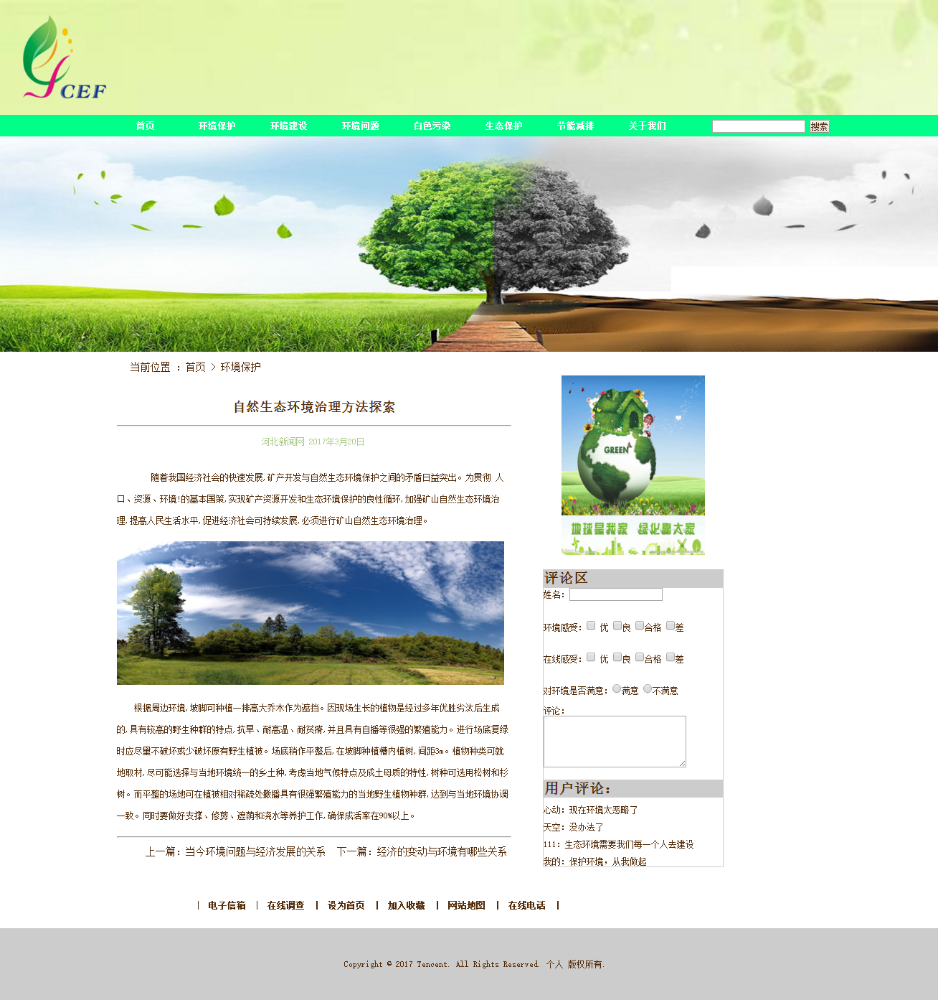 CEF
首页 环境保护 环境建设 环境问题 白色污染 生态保护 节能减排 关于我们 搜索
当前位置 ：首页 > 环境保护
自然生态环境治理方法探索
河北新闻网 2017年3月20日
随着我国经济社会的快速发展,矿产开发与自然生态环境保护之间的矛盾日益突出。为贯彻 人
口、资源、环境!的基本国策,实现矿产资源开发和生态环境保护的良性循环,加强矿山自然生态环境治
理,提高人民生活水平,促进经济社会可持续发展,必须进行矿山自然生态环境治理。
根据周边环境,坡脚可种植一排高大乔木作为遮挡。因现场生长的植物是经过多年优胜劣汰后生成
的,具有较高的野生种群的特点,抗旱、耐高温、耐贫瘠,并且具有自播等很强的繁殖能力。进行场底复绿
时应尽量不破坏或少破坏原有野生植被。场底稍作平整后,在坡脚种植槽内植树,间距3m。植物种类可就
地取材,尽可能选择与当地环境统一的乡土种,考虑当地气候特点及成土母质的特性,树种可选用松树和杉
树。而平整的场地可在植被相对稀疏处撒播具有很强繁殖能力的当地野生植物种群,达到与当地环境协调
一致。同时要做好支撑、修剪、遮荫和浇水等养护工作,确保成活率在90%以上。
上一篇：当今环境问题与经济发展的关系 下一篇：经济的变动与环境有哪些关系
GREEN
地球是我家 绿化靠大家
评论区
姓名：
环境感受： 优 良 合格 差
在线感受： 优 良 合格 差
对环境是否满意： 满意 不满意
评论：
用户评论：
心动：现在环境太恶略了
天空：没办法了
111：生态环境需要我们每一个人去建设
我的：保护环境，从我做起
| 电子信箱 | 在线调查 | 设为首页 | 加入收藏 | 网站地图 | 在线电话 |
Copyright © 2017 Tencent. All Rights Reserved. 个人 版权所有.